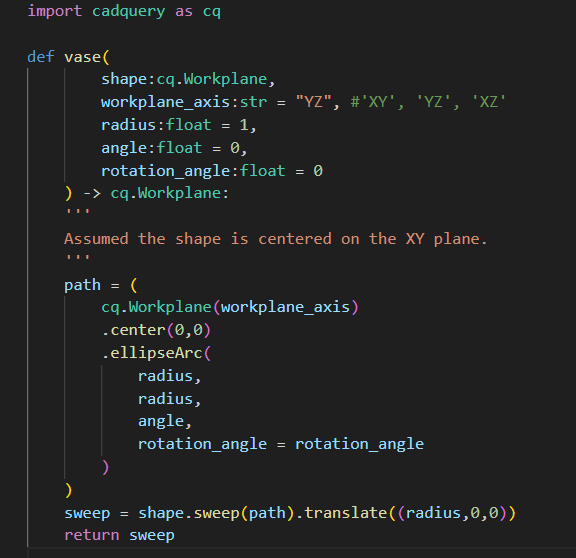 import cadquery as cq

def vase(
        shape:cq.Workplane,
        workplane_axis:str = "YZ", #'XY', 'YZ', 'XZ'
        radius:float = 1,
        angle:float = 0,
        rotation_angle:float = 0
    ) -> cq.Workplane:
    '''
    Assumed the shape is centered on the XY plane.
    '''
    path = (
        cq.Workplane(workplane_axis)
        .center(0,0)
        .ellipseArc(
            radius,
            radius,
            angle,
            rotation_angle = rotation_angle
        )
    )
    sweep = shape.sweep(path).translate((radius,0,0))
    return sweep